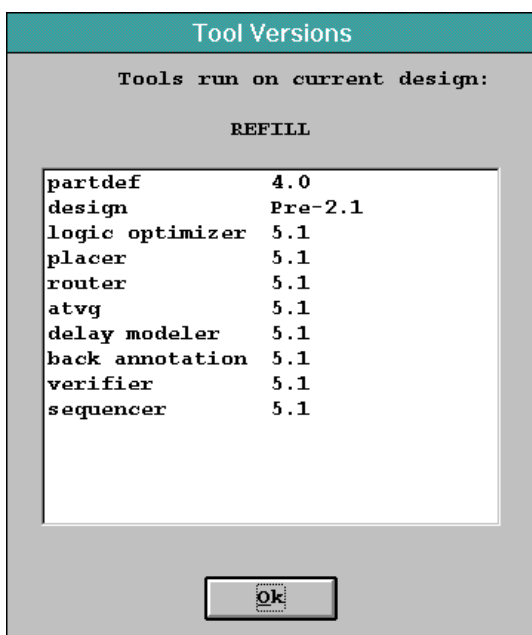 Tool Versions
Tools run on current design:
REFILL
partdef 4.0
design Pre-2.1
logic optimizer 5.1
placer 5.1
router 5.1
atvg 5.1
delay modeler 5.1
back annotation 5.1
verifier 5.1
sequencer 5.1
Ok